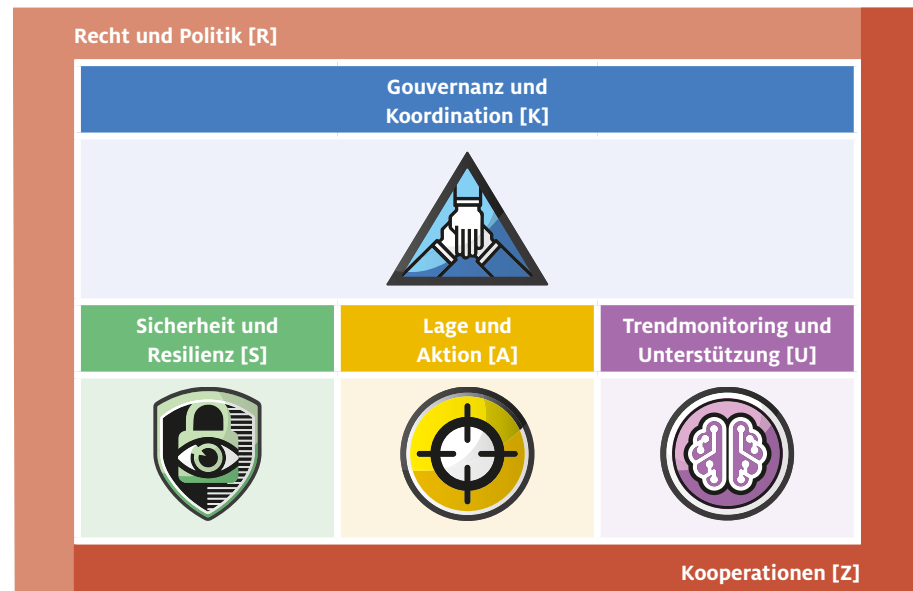 Recht und Politik [R]
Gouvernanz und
Koordination [K]
Sicherheit und
Resilienz [S]
Lage und
Aktion [A]
Trendmonitoring und
Unterstützung [U]
Kooperationen [Z]